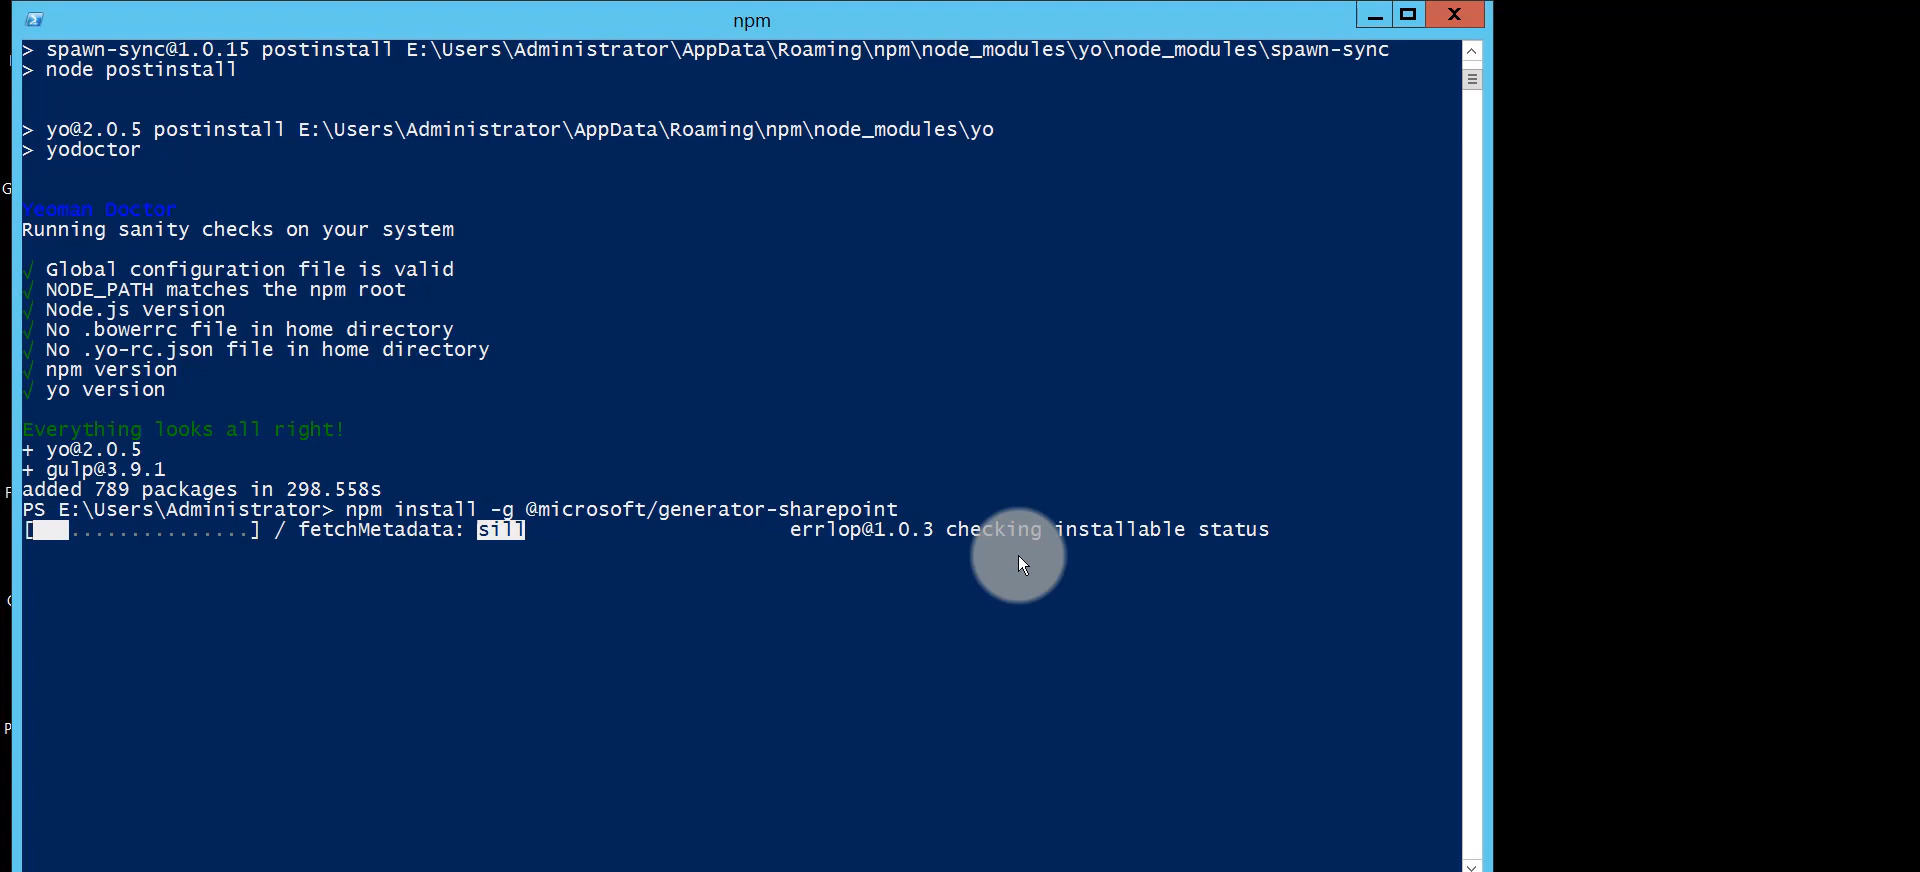 npm
> spawn-sync@1.0.15 postinstall E:\Users\Administrator\AppData\Roaming\npm\node_modules\yo\node_modules\spawn-sync
> node postinstall
> yo@2.0.5 postinstall E:\Users\Administrator\AppData\Roaming\npm\node_modules\yo
> yodoctor
Yeoman Doctor
Running sanity checks on your system
√ Global configuration file is valid
√ NODE_PATH matches the npm root
√ Node.js version
√ No .bowerrc file in home directory
√ No .yo-rc.json file in home directory
√ npm version
√ yo version
Everything looks all right!
+ yo@2.0.5
+ gulp@3.9.1
added 789 packages in 298.558s
PS E:\Users\Administrator> npm install -g @microsoft/generator-sharepoint
[   ...............] / fetchMetadata: sill errlop@1.0.3 checking installable status